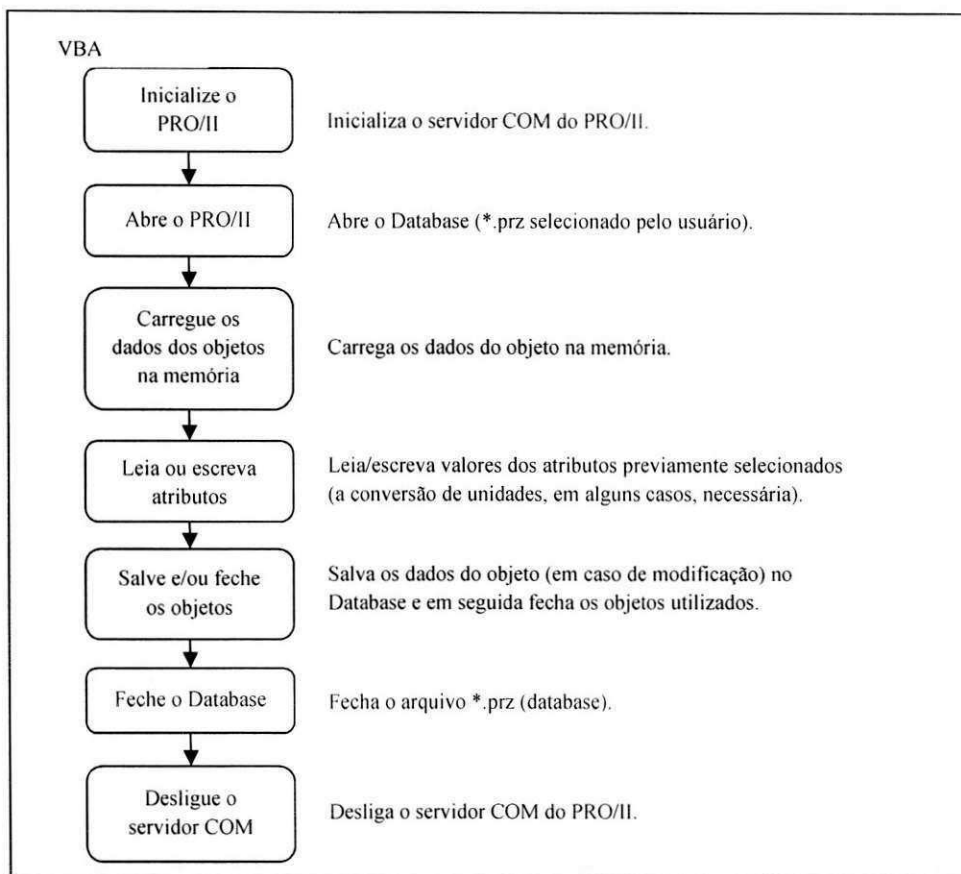 VBA
Inicialize o
PRO/II
Inicializa o servidor COM do PRO/II.
Abre o PRO/II
Abre o Database (*.prz selecionado pelo usuário).
Carregue os
dados dos objetos
na memória
Carrega os dados do objeto na memória.
Leia ou escreva
atributos
Leia/escreva valores dos atributos previamente selecionados
(a conversão de unidades, em alguns casos, necessária).
Salve e/ou feche
os objetos
Salva os dados do objeto (em caso de modificação) no
Database e em seguida fecha os objetos utilizados.
Feche o Database
Fecha o arquivo *.prz (database).
Desligue o
servidor COM
Desliga o servidor COM do PRO/II.